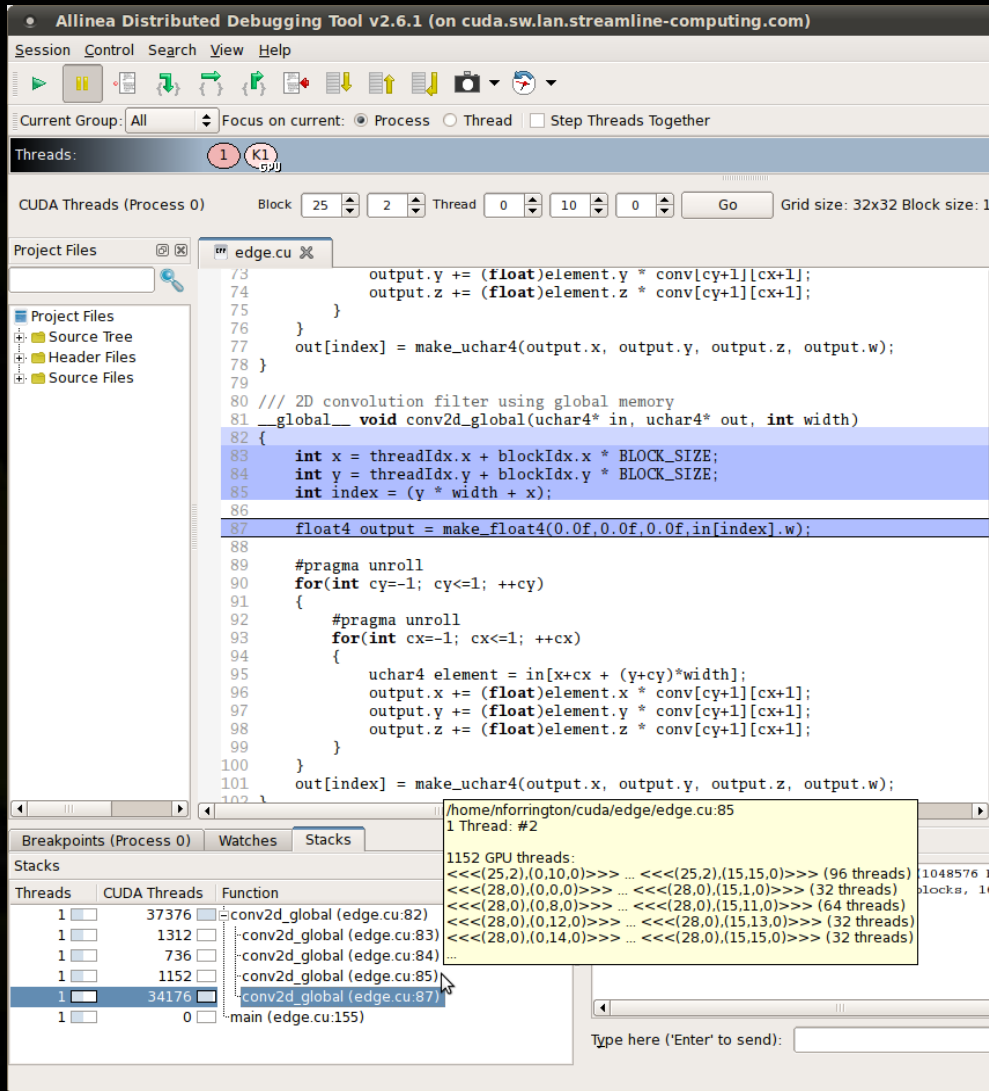 Allinea Distributed Debugging Tool v2.6.1 (on cuda.sw.lan.streamline-computing.com)
Session Control Search View Help
Current Group: All Focus on current: Process Thread Step Threads Together
Threads: 1 K1 GPU
CUDA Threads (Process 0) Block 25 2 Thread 0 10 0 Go Grid size: 32x32 Block size: 1
Project Files
edge.cu
Project Files
Source Tree
Header Files
Source Files
73 output.y += (float)element.y * conv[cy+1][cx+1];
74 output.z += (float)element.z * conv[cy+1][cx+1];
75 }
76 }
77 out[index] = make_uchar4(output.x, output.y, output.z, output.w);
78 }
79
80 /// 2D convolution filter using global memory
81 __global__ void conv2d_global(uchar4* in, uchar4* out, int width)
82 {
83 int x = threadIdx.x + blockIdx.x * BLOCK_SIZE;
84 int y = threadIdx.y + blockIdx.y * BLOCK_SIZE;
85 int index = (y * width + x);
86
87 float4 output = make_float4(0.0f,0.0f,0.0f,in[index].w);
88
89 #pragma unroll
90 for(int cy=-1; cy<=1; ++cy)
91 {
92 #pragma unroll
93 for(int cx=-1; cx<=1; ++cx)
94 {
95 uchar4 element = in[x+cx + (y+cy)*width];
96 output.x += (float)element.x * conv[cy+1][cx+1];
97 output.y += (float)element.y * conv[cy+1][cx+1];
98 output.z += (float)element.z * conv[cy+1][cx+1];
99 }
100 }
101 out[index] = make_uchar4(output.x, output.y, output.z, output.w);
102 }
/home/nforrington/cuda/edge/edge.cu:85
1 Thread: #2
1152 GPU threads:
<<<(25,2),(0,10,0)>>> ... <<<(25,2),(15,15,0)>>> (96 threads)
<<<(28,0),(0,0,0)>>> ... <<<(28,0),(15,1,0)>>> (32 threads)
<<<(28,0),(0,8,0)>>> ... <<<(28,0),(15,11,0)>>> (64 threads)
<<<(28,0),(0,12,0)>>> ... <<<(28,0),(15,13,0)>>> (32 threads)
<<<(28,0),(0,14,0)>>> ... <<<(28,0),(15,15,0)>>> (32 threads)
...
Breakpoints (Process 0) Watches Stacks
Stacks
Threads CUDA Threads Function
1 37376 conv2d_global (edge.cu:82)
1 1312 conv2d_global (edge.cu:83)
1 736 conv2d_global (edge.cu:84)
1 1152 conv2d_global (edge.cu:85)
1 34176 conv2d_global (edge.cu:87)
1 0 main (edge.cu:155)
(1048576
Type here ('Enter' to send):